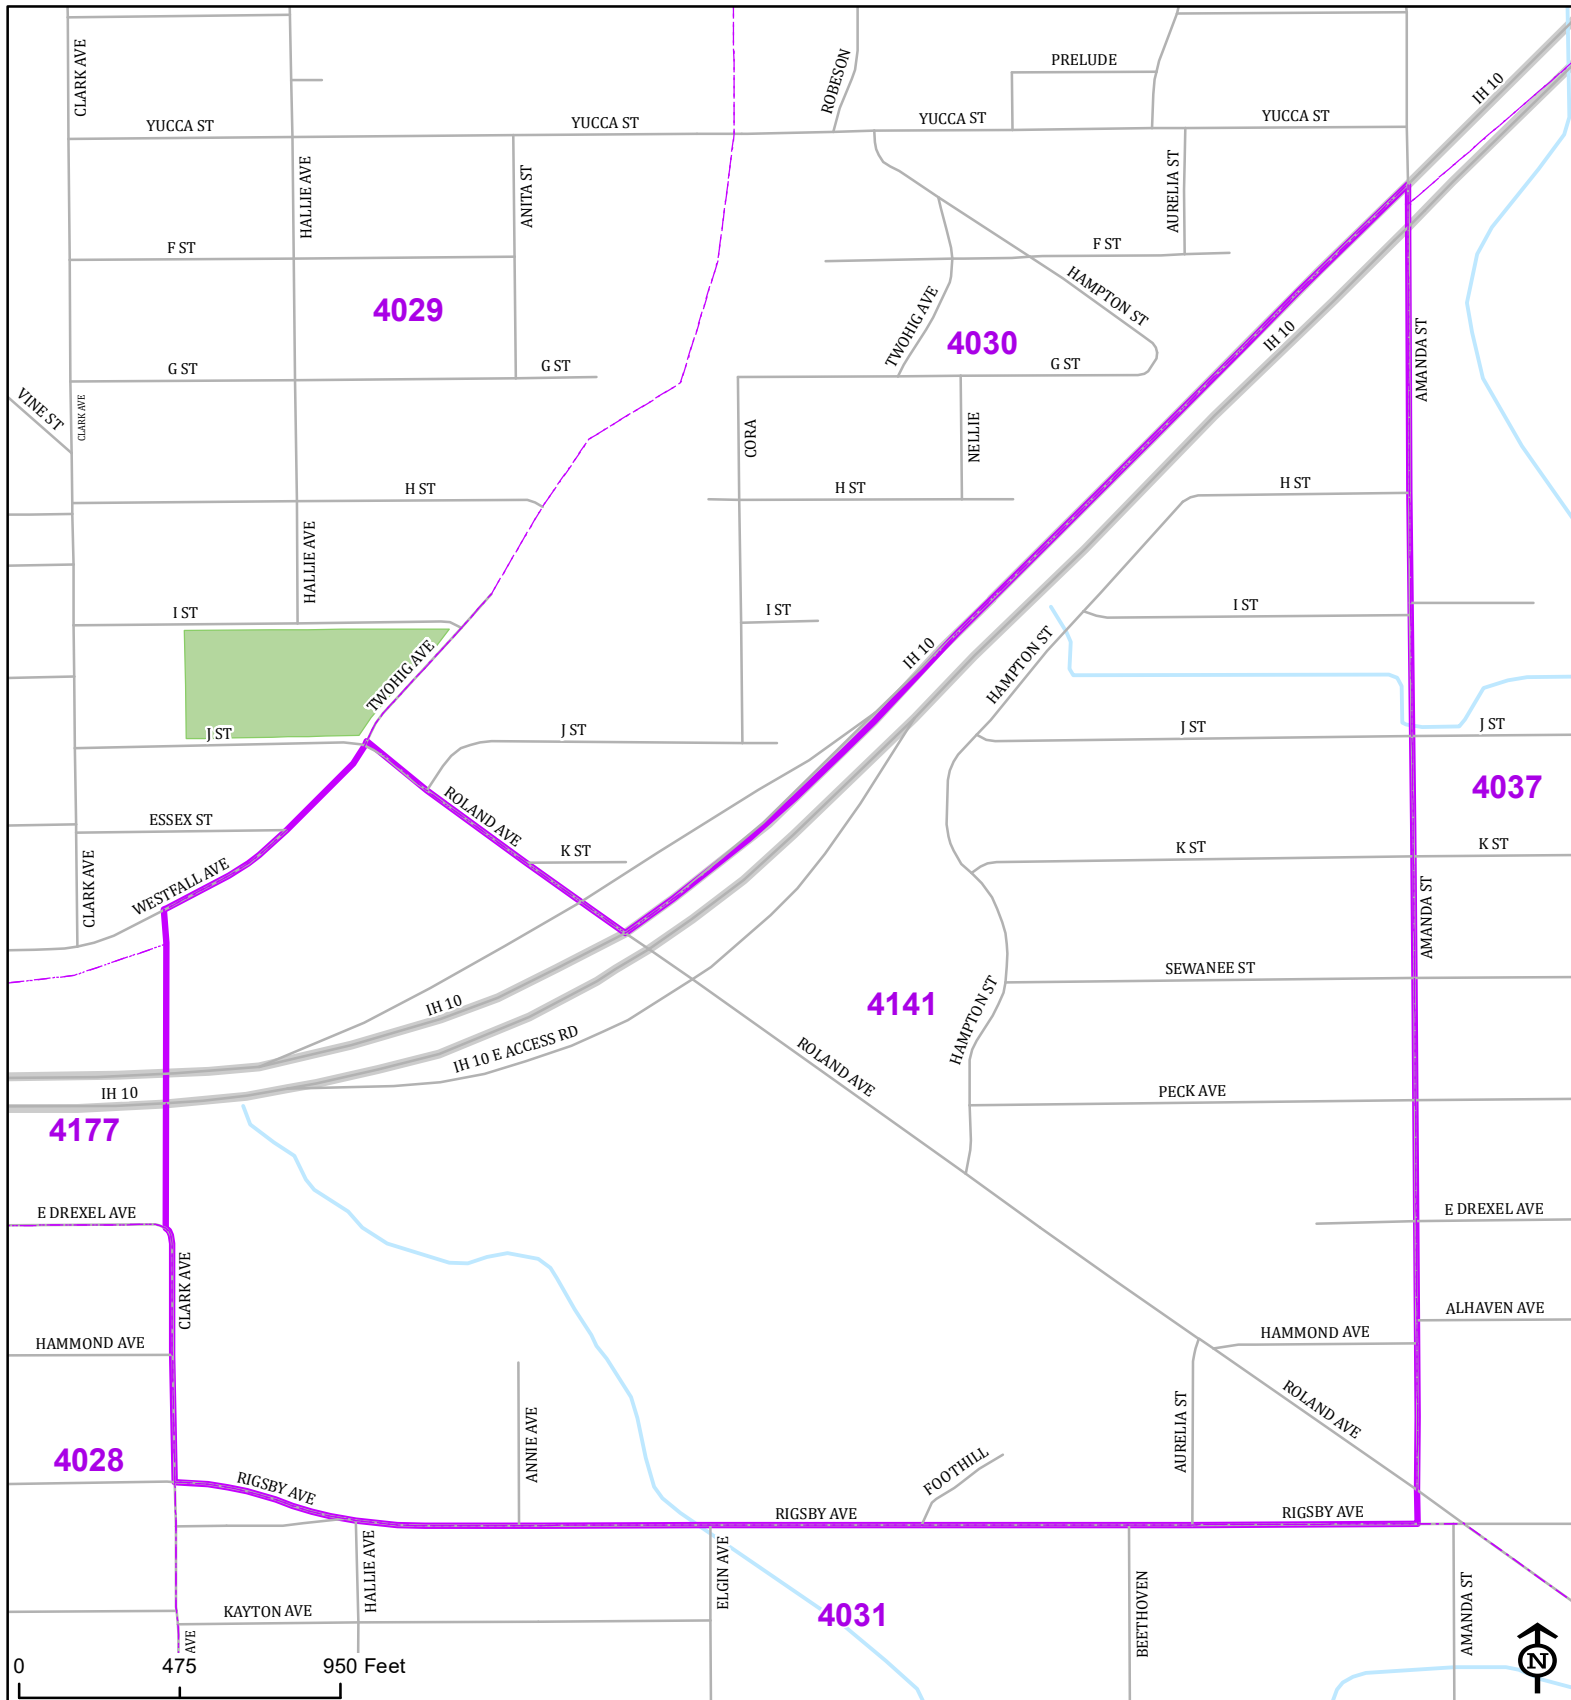 CLARK AVE
ROBESON
PRELUDE
IH 10
YUCCA ST
YUCCA ST
YUCCA ST
YUCCA ST
HALLIE AVE
ANITA ST
AURELIA ST
F ST
F ST
HAMPTON ST
4029
TWOHIG AVE
4030
IH 10
AMANDA ST
G ST
G ST
G ST
VINE ST
CLARK AVE
CORA
NELLIE
H ST
H ST
H ST
HALLIE AVE
I ST
I ST
I ST
TWOHIG AVE
IH 10
HAMPTON ST
J ST
J ST
J ST
J ST
4037
ESSEX ST
ROLAND AVE
K ST
K ST
K ST
CLARK AVE
WESTFALL AVE
AMANDA ST
SEWANEE ST
4141
HAMPTON ST
IH 10
IH 10 E ACCESS RD
ROLAND AVE
IH 10
PECK AVE
4177
E DREXEL AVE
E DREXEL AVE
CLARK AVE
ALHAVEN AVE
HAMMOND AVE
HAMMOND AVE
ROLAND AVE
ANNIE AVE
AURELIA ST
4028
FOOTHILL
RIGSBY AVE
RIGSBY AVE
RIGSBY AVE
HALLIE AVE
ELGIN AVE
BEETHOVEN
AMANDA ST
KAYTON AVE
4031
AVE
0 475 950 Feet
N